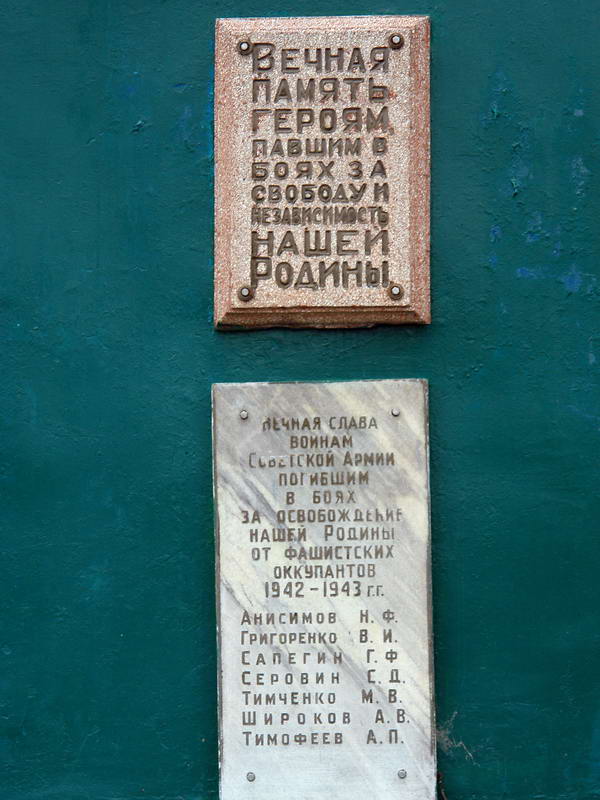 Вечная
память
героям,
павшим в
боях за
свободу и
независимость
нашей
Родины
Вечная слава
воинам
Советской Армии
погибшим
в боях
за освобождение
нашей Родины
от фашистских
оккупантов
1942-1943 г.г.
Анисимов Н.Ф.
Григоренко В.И.
Сапегин Г.Ф
Серовин С.Д.
Тимченко М.В.
Широков А.В.
Тимофеев А.П.